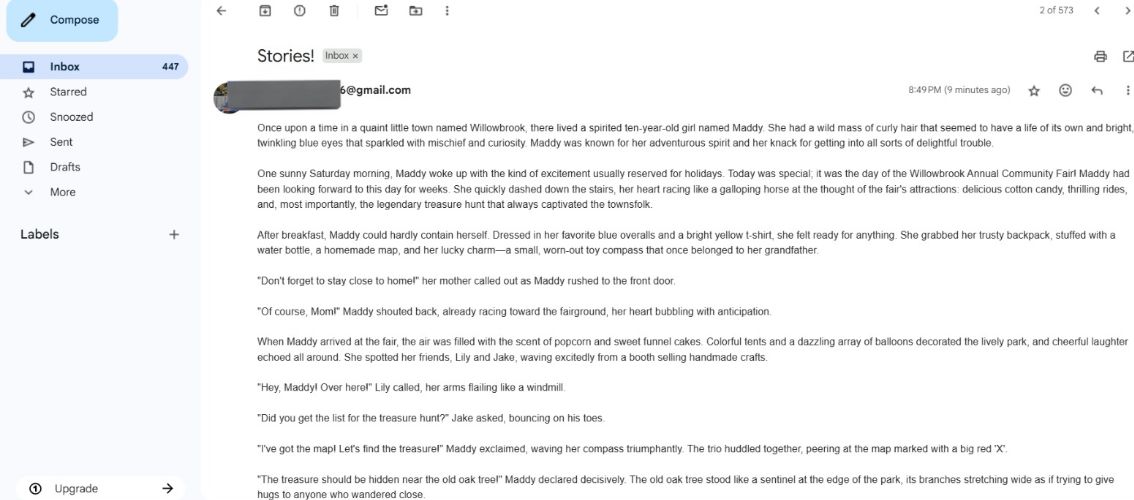 Compose
2 of 573
Stories!
Inbox ×
Inbox 447
Starred
Snoozed
Sent
Drafts
More
Labels
Upgrade
6@gmail.com
8:49 PM (9 minutes ago)
Once upon a time in a quaint little town named Willowbrook, there lived a spirited ten-year-old girl named Maddy. She had a wild mass of curly hair that seemed to have a life of its own and bright,
twinkling blue eyes that sparkled with mischief and curiosity. Maddy was known for her adventurous spirit and her knack for getting into all sorts of delightful trouble.
One sunny Saturday morning, Maddy woke up with the kind of excitement usually reserved for holidays. Today was special; it was the day of the Willowbrook Annual Community Fair! Maddy had
been looking forward to this day for weeks. She quickly dashed down the stairs, her heart racing like a galloping horse at the thought of the fair's attractions: delicious cotton candy, thrilling rides,
and, most importantly, the legendary treasure hunt that always captivated the townsfolk.
After breakfast, Maddy could hardly contain herself. Dressed in her favorite blue overalls and a bright yellow t-shirt, she felt ready for anything. She grabbed her trusty backpack, stuffed with a
water bottle, a homemade map, and her lucky charm—a small, worn-out toy compass that once belonged to her grandfather.
"Don't forget to stay close to home!" her mother called out as Maddy rushed to the front door.
"Of course, Mom!" Maddy shouted back, already racing toward the fairground, her heart bubbling with anticipation.
When Maddy arrived at the fair, the air was filled with the scent of popcorn and sweet funnel cakes. Colorful tents and a dazzling array of balloons decorated the lively park, and cheerful laughter
echoed all around. She spotted her friends, Lily and Jake, waving excitedly from a booth selling handmade crafts.
"Hey, Maddy! Over here!" Lily called, her arms flailing like a windmill.
"Did you get the list for the treasure hunt?" Jake asked, bouncing on his toes.
"I've got the map! Let's find the treasure!" Maddy exclaimed, waving her compass triumphantly. The trio huddled together, peering at the map marked with a big red 'X'.
"The treasure should be hidden near the old oak tree!" Maddy declared decisively. The old oak tree stood like a sentinel at the edge of the park, its branches stretching wide as if trying to give
hugs to anyone who wandered close.